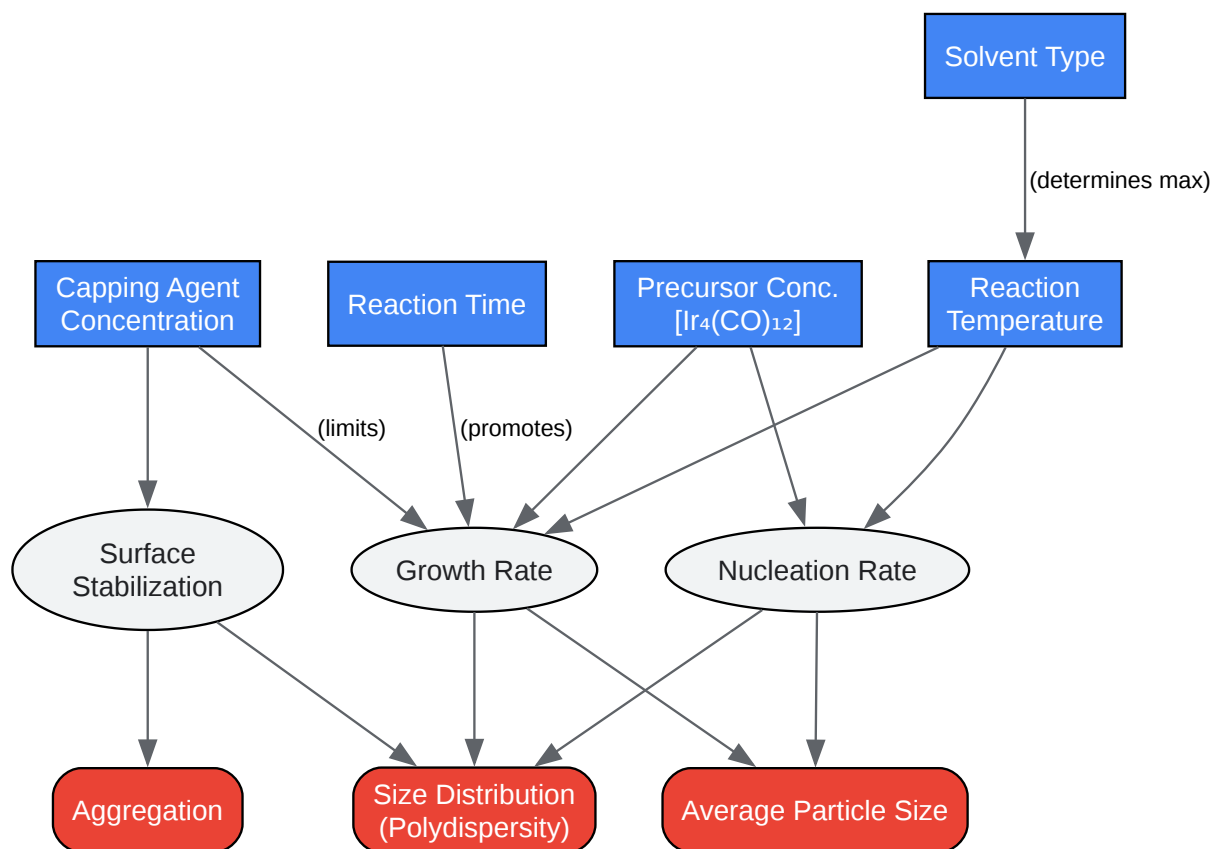 Solvent Type
(determines max)
Capping Agent
Concentration
Reaction Time
Precursor Conc.
[Ir₄(CO)₁₂]
Reaction
Temperature
(limits)
(promotes)
Surface
Stabilization
Growth Rate
Nucleation Rate
Aggregation
Size Distribution
(Polydispersity)
Average Particle Size